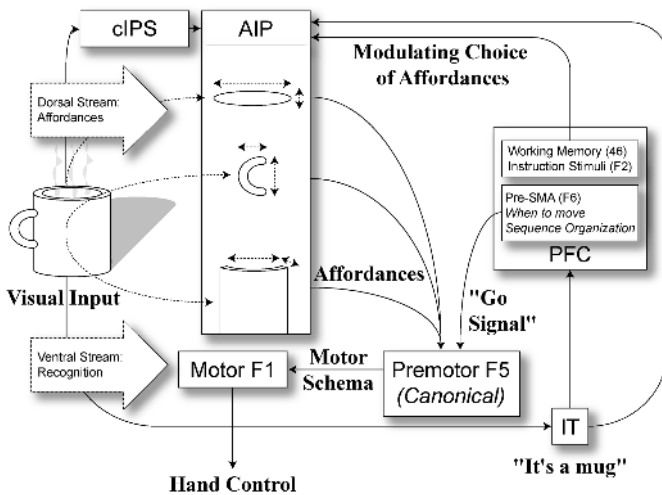 cIPS
AIP
Modulating Choice
of Affordances
Dorsal Stream:
Affordances
Working Memory (46)
Instruction Stimuli (F2)
Pre-SMA (F6)
When to move
Sequence Organization
PFC
Visual Input
Affordances
"Go
Signal"
Ventral Stream:
Recognition
Motor F1
Motor
Schema
Premotor F5
(Canonical)
IT
Hand Control
"It's a mug"